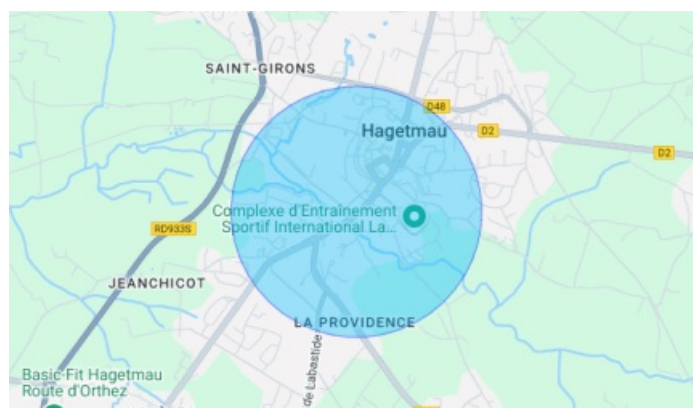 SAINT-GIRONS
D48
Hagetmau
D2
D2
Complexe d'Entraînement
Sportif International La...
RD933S
JEANCHICOT
LA PROVIDENCE
Basic-Fit Hagetmau
Route d'Orthez
de Labastide